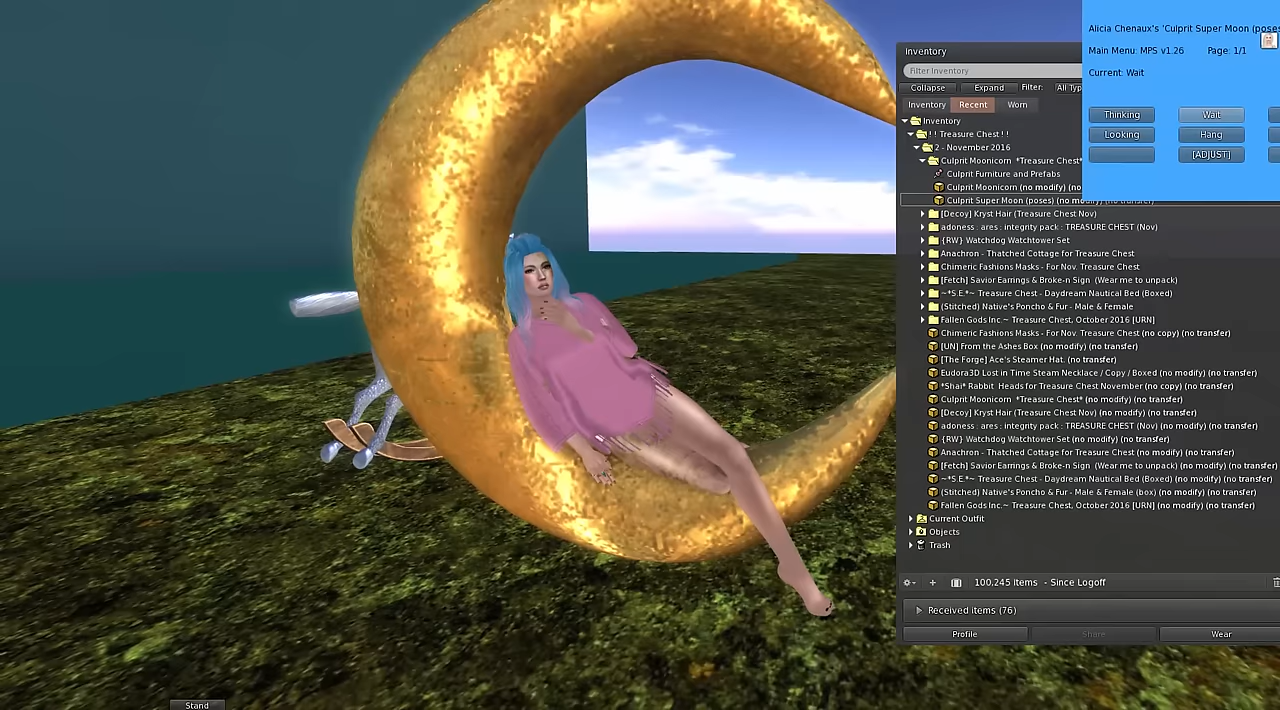 Alicia Chenaux's 'Culprit Super Moon (poses
Main Menu: MPS v1.26 Page: 1/1
Current: Wait
Thinking Wait
Looking Hang
[ADJUST]
Inventory
Filter Inventory
Collapse Expand Filter: All Typ
Inventory Recent Worn
Inventory
! ! Treasure Chest ! !
2 - November 2016
Culprit Moonicorn *Treasure Chest*
Culprit Furniture and Prefabs
Culprit Moonicorn (no modify) (no
Culprit Super Moon (poses) (no modify) (no transfer)
[Decoy] Kryst Hair (Treasure Chest Nov)
adoness : ares : integrity pack : TREASURE CHEST (Nov)
{RW} Watchdog Watchtower Set
Anachron - Thatched Cottage for Treasure Chest
Chimeric Fashions Masks - For Nov. Treasure Chest
[Fetch] Savior Earrings & Broke-n Sign (Wear me to unpack)
~*S.E.*~ Treasure Chest - Daydream Nautical Bed (Boxed)
(Stitched) Native's Poncho & Fur - Male & Female
Fallen Gods Inc.~ Treasure Chest, October 2016 [URN]
Chimeric Fashions Masks - For Nov. Treasure Chest (no copy) (no transfer)
[UN] From the Ashes Box (no modify) (no transfer)
[The Forge] Ace's Steamer Hat. (no transfer)
Eudora3D Lost in Time Steam Necklace / Copy / Boxed (no modify) (no transfer)
*Shai* Rabbit Heads for Treasure Chest November (no copy) (no transfer)
Culprit Moonicorn *Treasure Chest* (no modify) (no transfer)
[Decoy] Kryst Hair (Treasure Chest Nov) (no modify) (no transfer)
adoness : ares : integrity pack : TREASURE CHEST (Nov) (no modify) (no transfer)
{RW} Watchdog Watchtower Set (no modify) (no transfer)
Anachron - Thatched Cottage for Treasure Chest (no modify) (no transfer)
[Fetch] Savior Earrings & Broke-n Sign (Wear me to unpack) (no modify) (no transfer)
~*S.E.*~ Treasure Chest - Daydream Nautical Bed (Boxed) (no modify) (no transfer)
(Stitched) Native's Poncho & Fur - Male & Female (box) (no modify) (no transfer)
Fallen Gods Inc.~ Treasure Chest, October 2016 [URN] (no modify) (no transfer)
Current Outfit
Objects
Trash
100,245 Items - Since Logoff
Received items (76)
Profile Share Wear
Stand